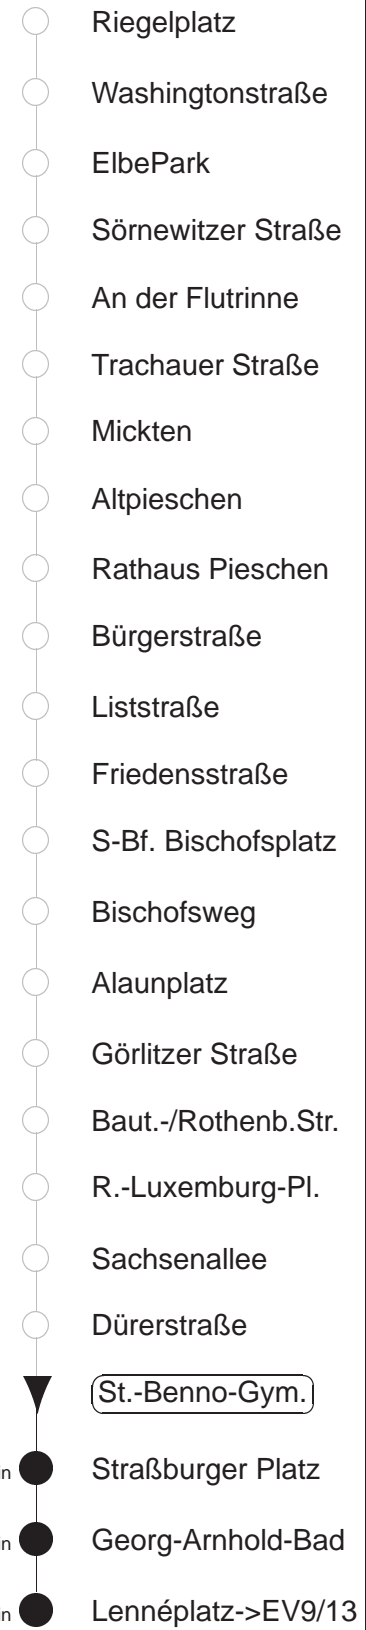 Riegelplatz
Washingtonstraße
ElbePark
Sörnewitzer Straße
An der Flutrinne
Trachauer Straße
Mickten
Altpieschen
Rathaus Pieschen
Bürgerstraße
Liststraße
Friedensstraße
S-Bf. Bischofsplatz
Bischofsweg
Alaunplatz
Görlitzer Straße
Baut.-/Rothenb.Str.
R.-Luxemburg-Pl.
Sachsenallee
Dürerstraße
St.-Benno-Gym.
Straßburger Platz
Georg-Arnhold-Bad
Lennéplatz->EV9/13